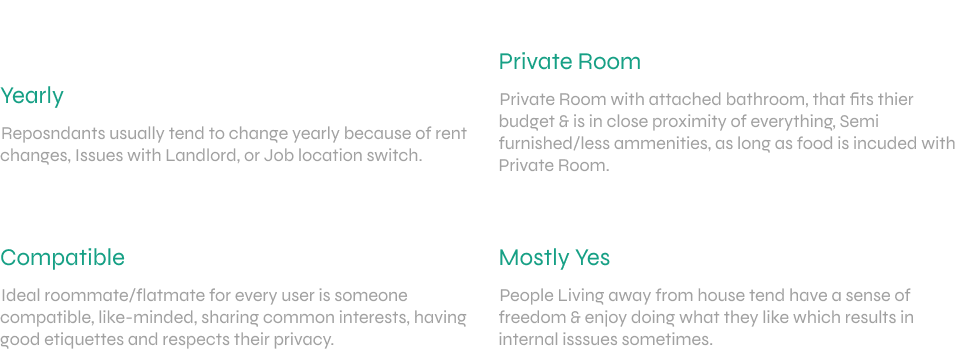 Yearly
Reposndants usually tend to change yearly because of rent
changes, Issues with Landlord, or Job location switch.
Private Room
Private Room with attached bathroom, that fits thier
budget & is in close proximity of everything, Semi
furnished/less ammenities, as long as food is incuded with
Private Room.
Compatible
Ideal roommate/flatmate for every user is someone
compatible, like-minded, sharing common interests, having
good etiquettes and respects their privacy.
Mostly Yes
People Living away from house tend have a sense of
freedom & enjoy doing what they like which results in
internal isssues sometimes.